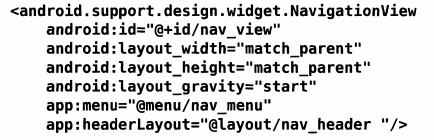 <android.support.design.widget.NavigationView
android:id="@+id/nav_view"
android:layout_width="match_parent"
android:layout_height="match_parent"
android:layout_gravity="start"
app:menu="@menu/nav_menu"
app:headerLayout="@layout/nav_header "/>